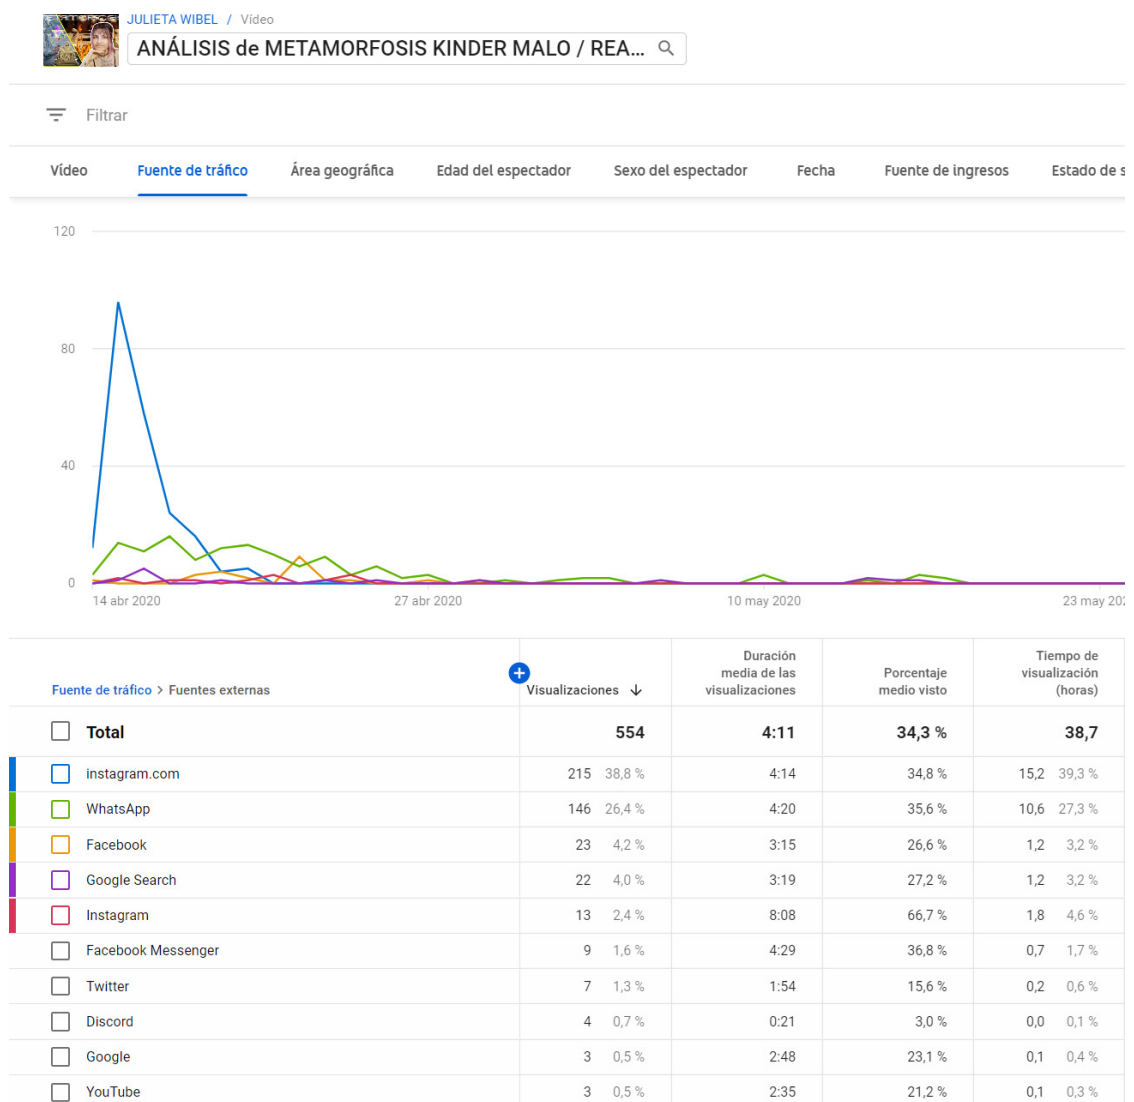 JULIETA WIBEL / Vídeo
ANÁLISIS de METAMORFOSIS KINDER MALO / REA...
Filtrar
Vídeo Fuente de tráfico Área geográfica Edad del espectador Sexo del espectador Fecha Fuente de ingresos Estado de s
120
80
40
0
14 abr 2020 27 abr 2020 10 may 2020 23 may 202
Fuente de tráfico > Fuentes externas Visualizaciones Duración media de las visualizaciones Porcentaje medio visto Tiempo de visualización (horas)
Total 554 4:11 34,3 % 38,7
instagram.com 215 38,8 % 4:14 34,8 % 15,2 39,3 %
WhatsApp 146 26,4 % 4:20 35,6 % 10,6 27,3 %
Facebook 23 4,2 % 3:15 26,6 % 1,2 3,2 %
Google Search 22 4,0 % 3:19 27,2 % 1,2 3,2 %
Instagram 13 2,4 % 8:08 66,7 % 1,8 4,6 %
Facebook Messenger 9 1,6 % 4:29 36,8 % 0,7 1,7 %
Twitter 7 1,3 % 1:54 15,6 % 0,2 0,6 %
Discord 4 0,7 % 0:21 3,0 % 0,0 0,1 %
Google 3 0,5 % 2:48 23,1 % 0,1 0,4 %
YouTube 3 0,5 % 2:35 21,2 % 0,1 0,3 %